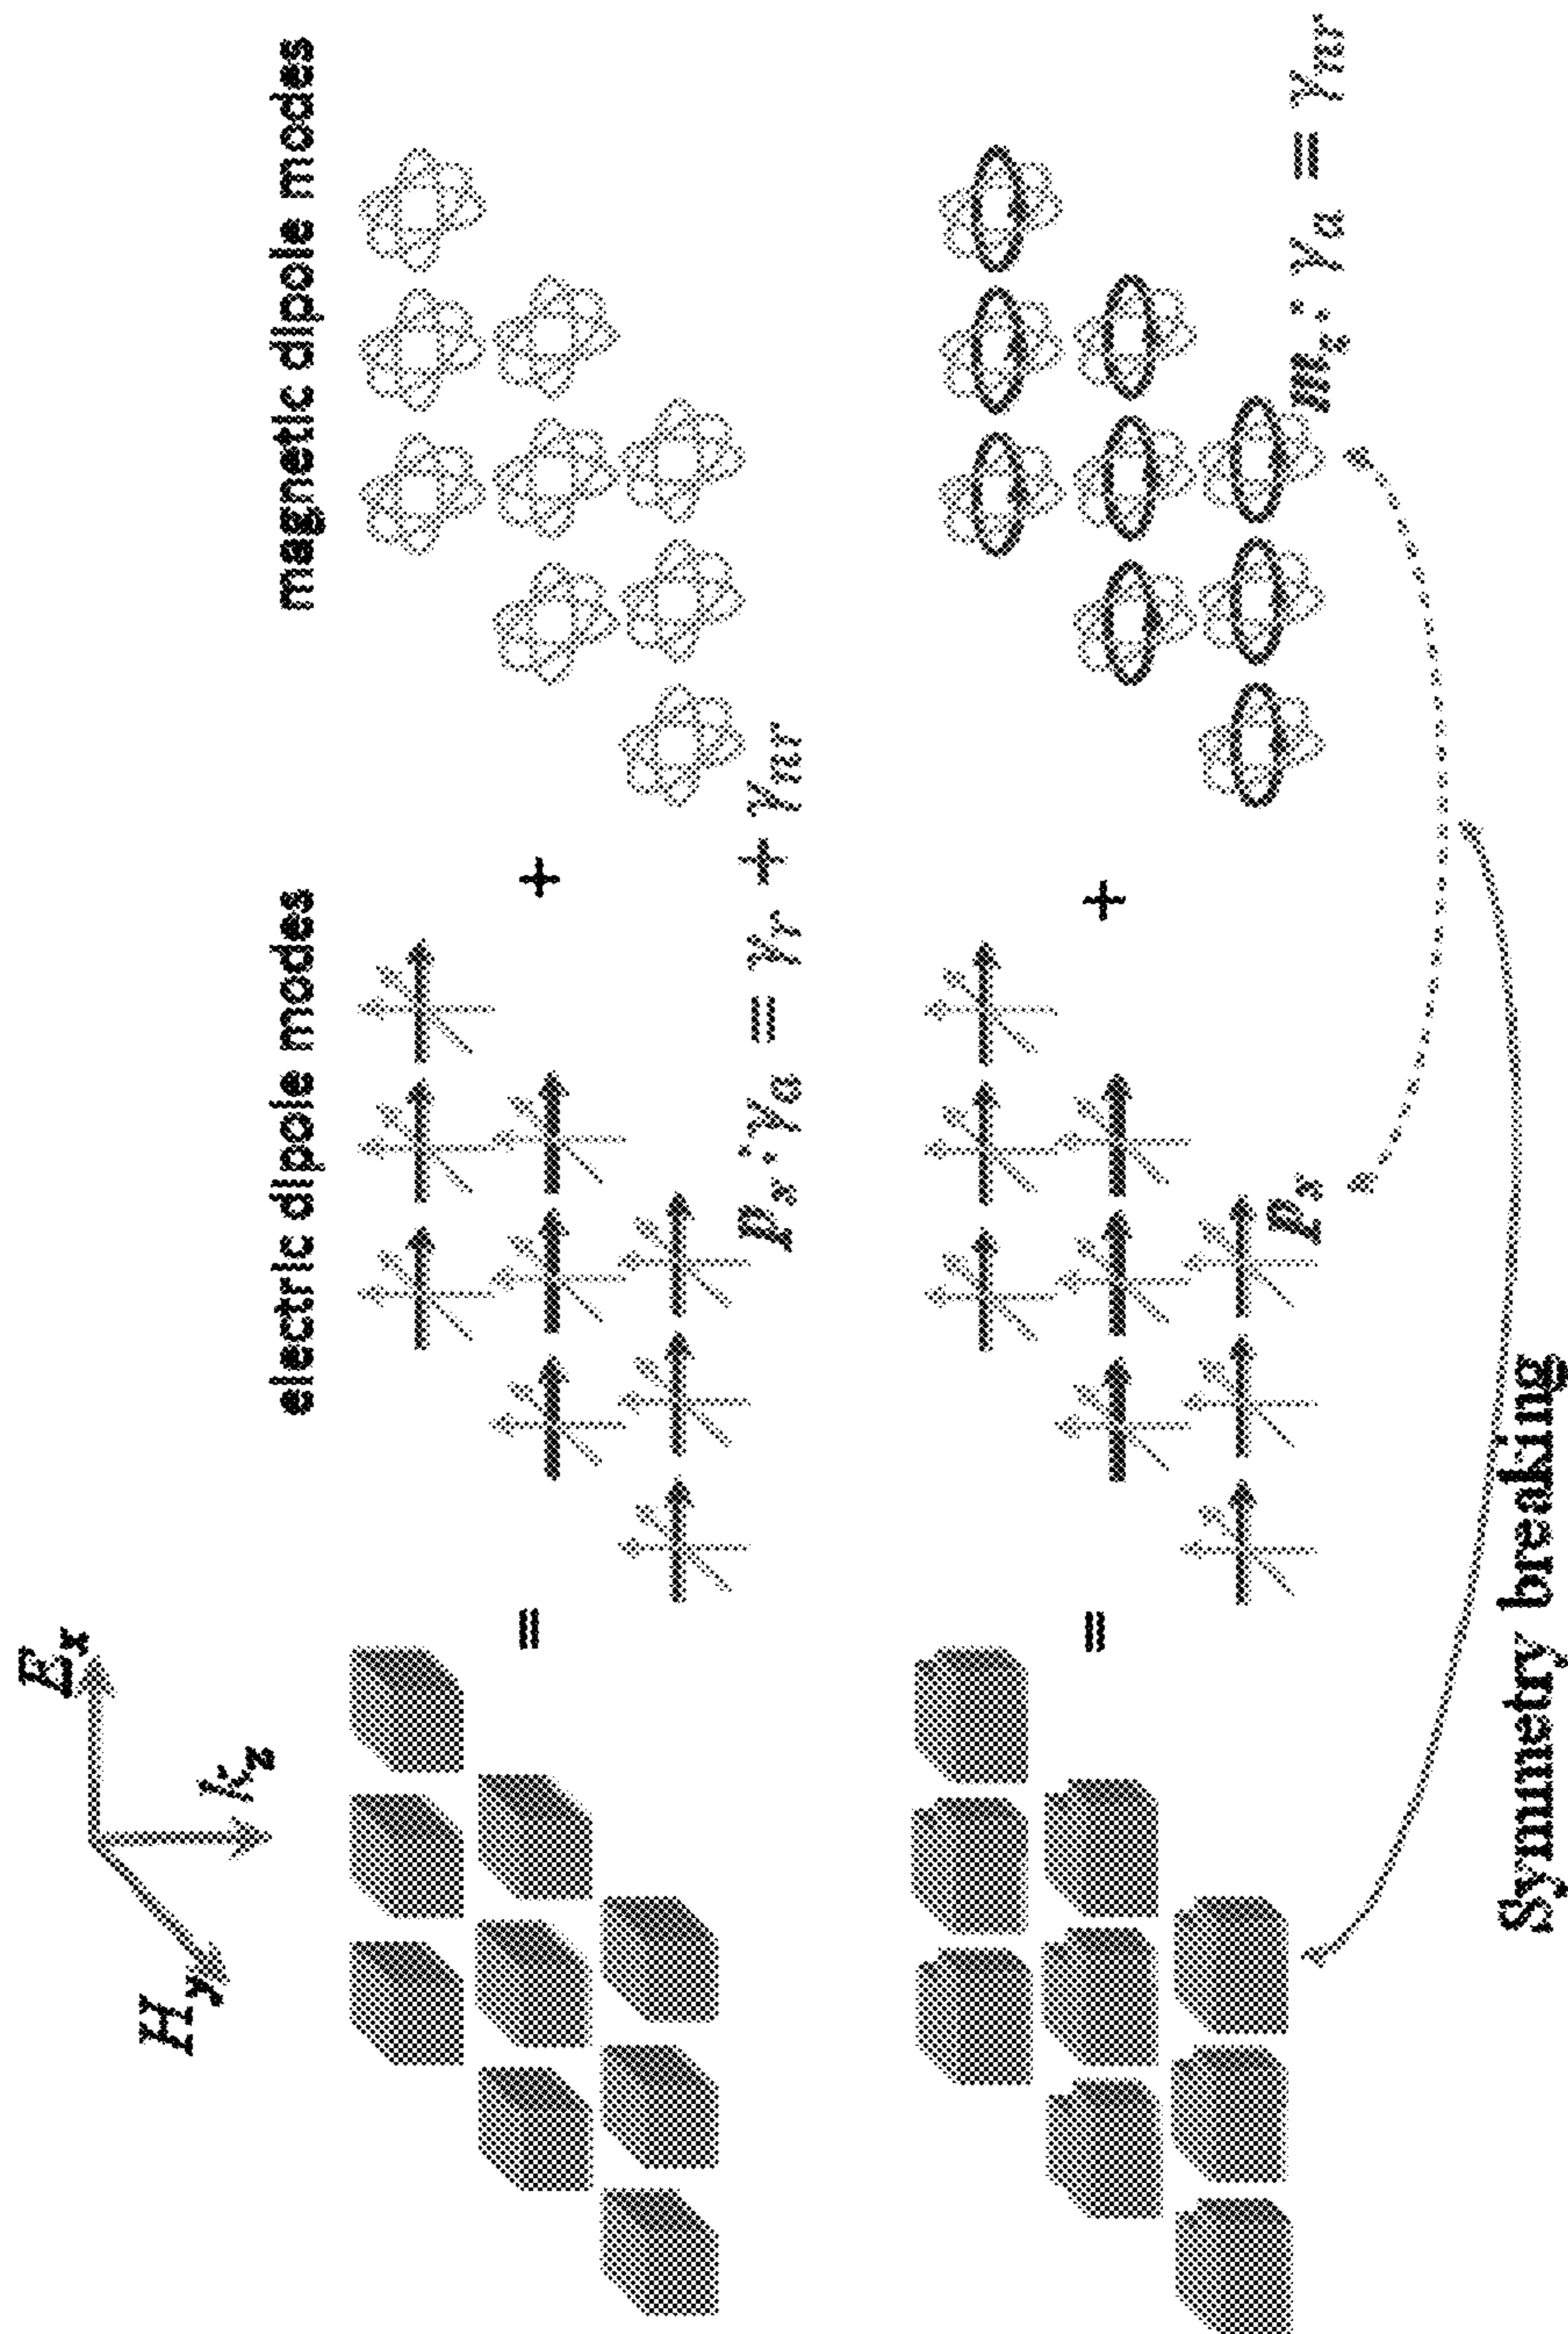 E_x
k_z
H_y
electric dipole modes
magnetic dipole modes
=
+
p_x: γ_a = γ_r + γ_nr
=
+
p_x
m_z: γ_a = γ_nr
Symmetry breaking